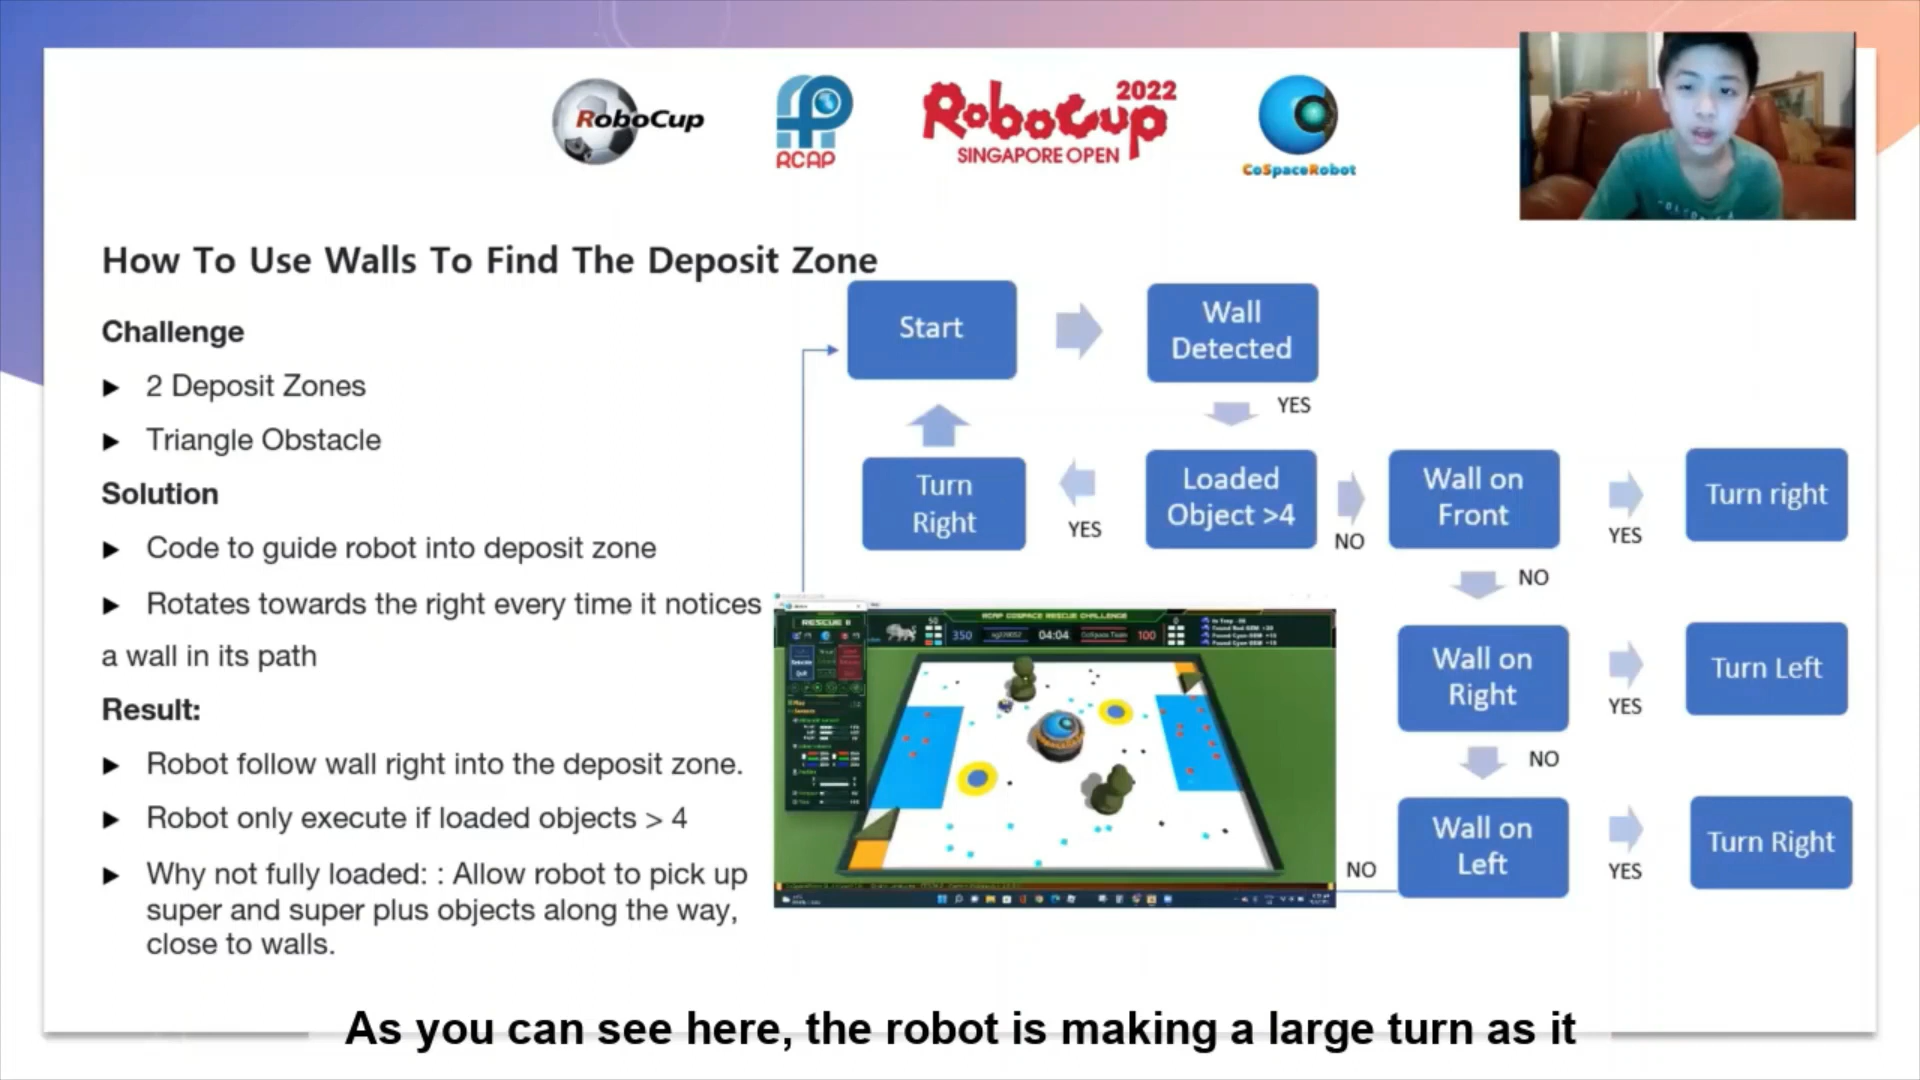 RoboCup
RCAP
2022
RoboCup
SINGAPORE OPEN
CoSpaceRobot
How To Use Walls To Find The Deposit Zone
Challenge
► 2 Deposit Zones
► Triangle Obstacle
Solution
► Code to guide robot into deposit zone
► Rotates towards the right every time it notices
a wall in its path
Result:
► Robot follow wall right into the deposit zone.
► Robot only execute if loaded objects > 4
► Why not fully loaded: : Allow robot to pick up
super and super plus objects along the way,
close to walls.
Start
Wall
Detected
YES
Turn
Right
YES
Loaded
Object >4
NO
Wall on
Front
YES
Turn right
NO
Wall on
Right
YES
Turn Left
NO
Wall on
Left
YES
Turn Right
NO
RCAP COSPACE RESCUE CHALLENGE
350
04:04
100
As you can see here, the robot is making a large turn as it